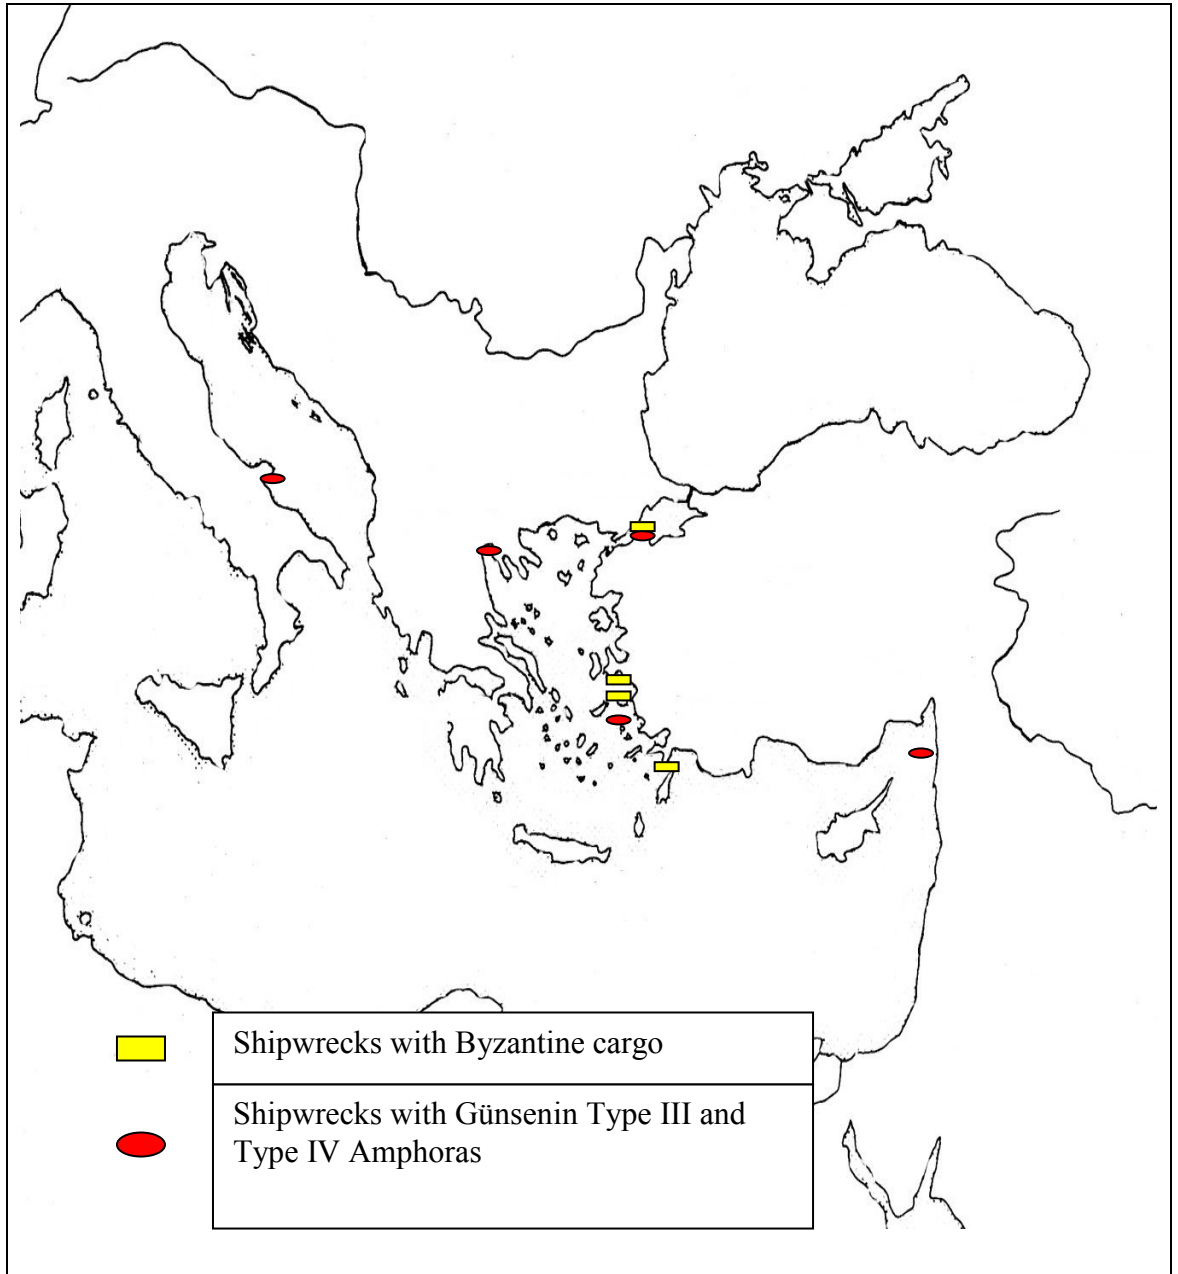 Shipwrecks with Byzantine cargo
Shipwrecks with Günsenin Type III and
Type IV Amphoras